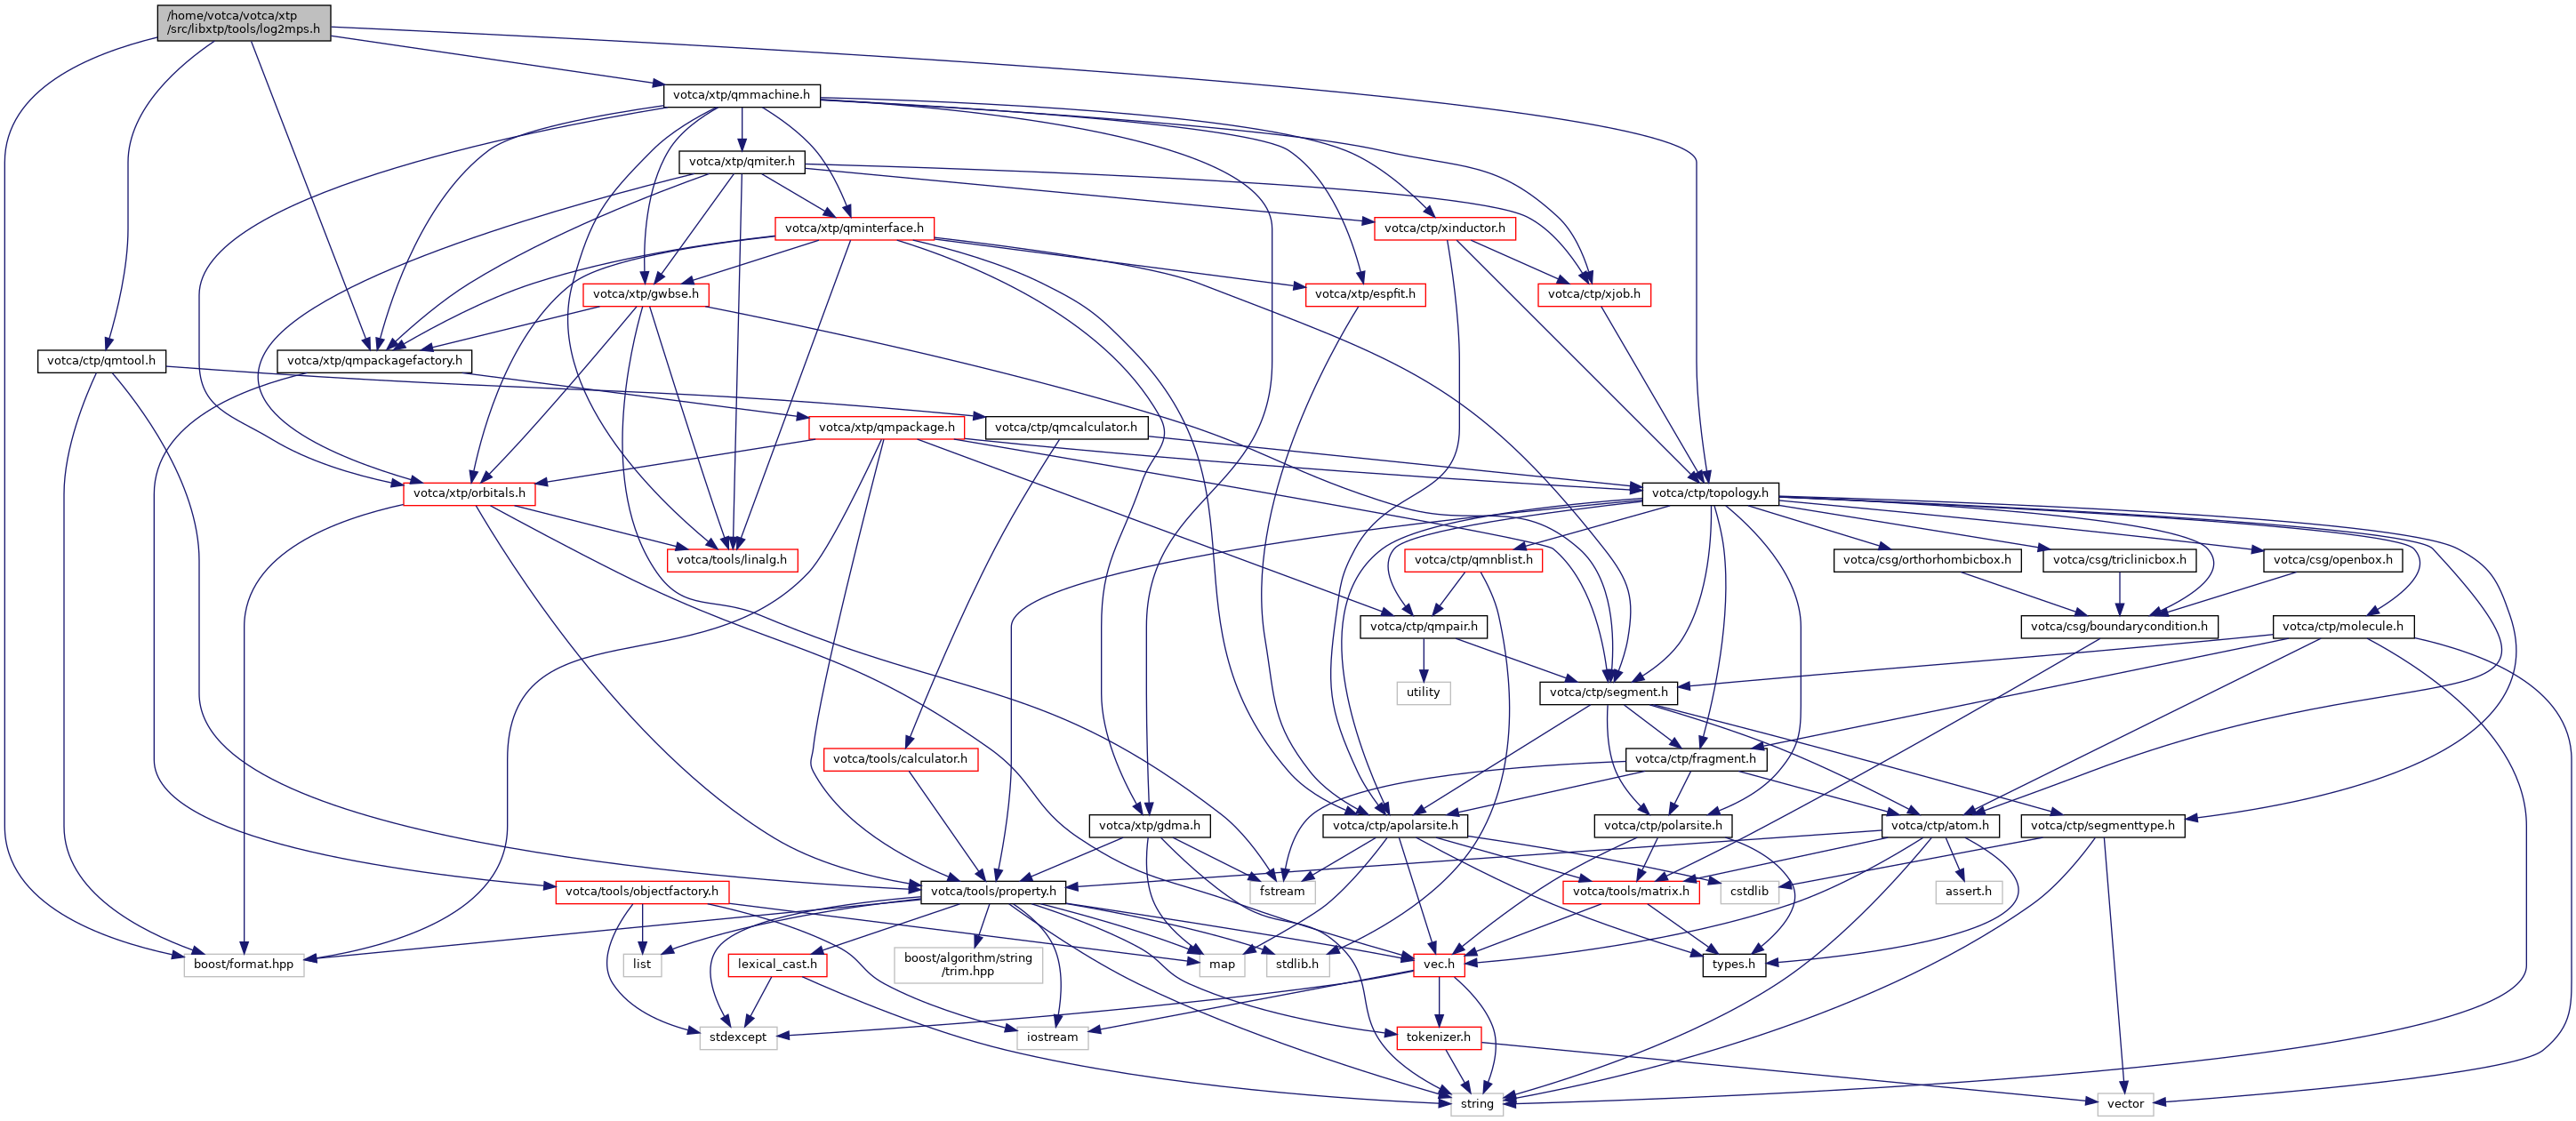 /home/votca/votca/xtp
/src/libxtp/tools/log2mps.h
votca/xtp/qmmachine.h
votca/xtp/qmiter.h
votca/xtp/qminterface.h
votca/ctp/xinductor.h
votca/xtp/gwbse.h
votca/xtp/espfit.h
votca/ctp/xjob.h
votca/ctp/qmtool.h
votca/xtp/qmpackagefactory.h
votca/xtp/qmpackage.h
votca/ctp/qmcalculator.h
votca/xtp/orbitals.h
votca/ctp/topology.h
votca/tools/linalg.h
votca/ctp/qmnblist.h
votca/csg/orthorhombicbox.h
votca/csg/triclinicbox.h
votca/csg/openbox.h
votca/ctp/qmpair.h
votca/csg/boundarycondition.h
votca/ctp/molecule.h
utility
votca/ctp/segment.h
votca/tools/calculator.h
votca/ctp/fragment.h
votca/xtp/gdma.h
votca/ctp/apolarsite.h
votca/ctp/polarsite.h
votca/ctp/atom.h
votca/ctp/segmenttype.h
votca/tools/objectfactory.h
votca/tools/property.h
fstream
votca/tools/matrix.h
cstdlib
assert.h
boost/format.hpp
list
lexical_cast.h
boost/algorithm/string
/trim.hpp
map
stdlib.h
vec.h
types.h
stdexcept
iostream
tokenizer.h
string
vector